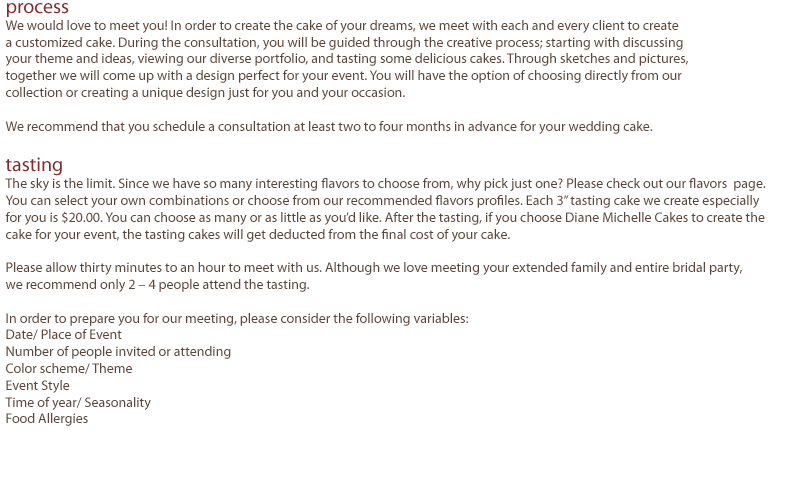 process
We would love to meet you! In order to create the cake of your dreams, we meet with each and every client to create
a customized cake. During the consultation, you will be guided through the creative process; starting with discussing
your theme and ideas, viewing our diverse portfolio, and tasting some delicious cakes. Through sketches and pictures,
together we will come up with a design perfect for your event. You will have the option of choosing directly from our
collection or creating a unique design just for you and your occasion.
We recommend that you schedule a consultation at least two to four months in advance for your wedding cake.
tasting
The sky is the limit. Since we have so many interesting flavors to choose from, why pick just one? Please check out our flavors  page.
You can select your own combinations or choose from our recommended flavors profiles. Each 3” tasting cake we create especially
for you is $20.00. You can choose as many or as little as you’d like. After the tasting, if you choose Diane Michelle Cakes to create the
cake for your event, the tasting cakes will get deducted from the final cost of your cake.
Please allow thirty minutes to an hour to meet with us. Although we love meeting your extended family and entire bridal party,
we recommend only 2 – 4 people attend the tasting.
In order to prepare you for our meeting, please consider the following variables:
Date/ Place of Event
Number of people invited or attending
Color scheme/ Theme
Event Style
Time of year/ Seasonality
Food Allergies